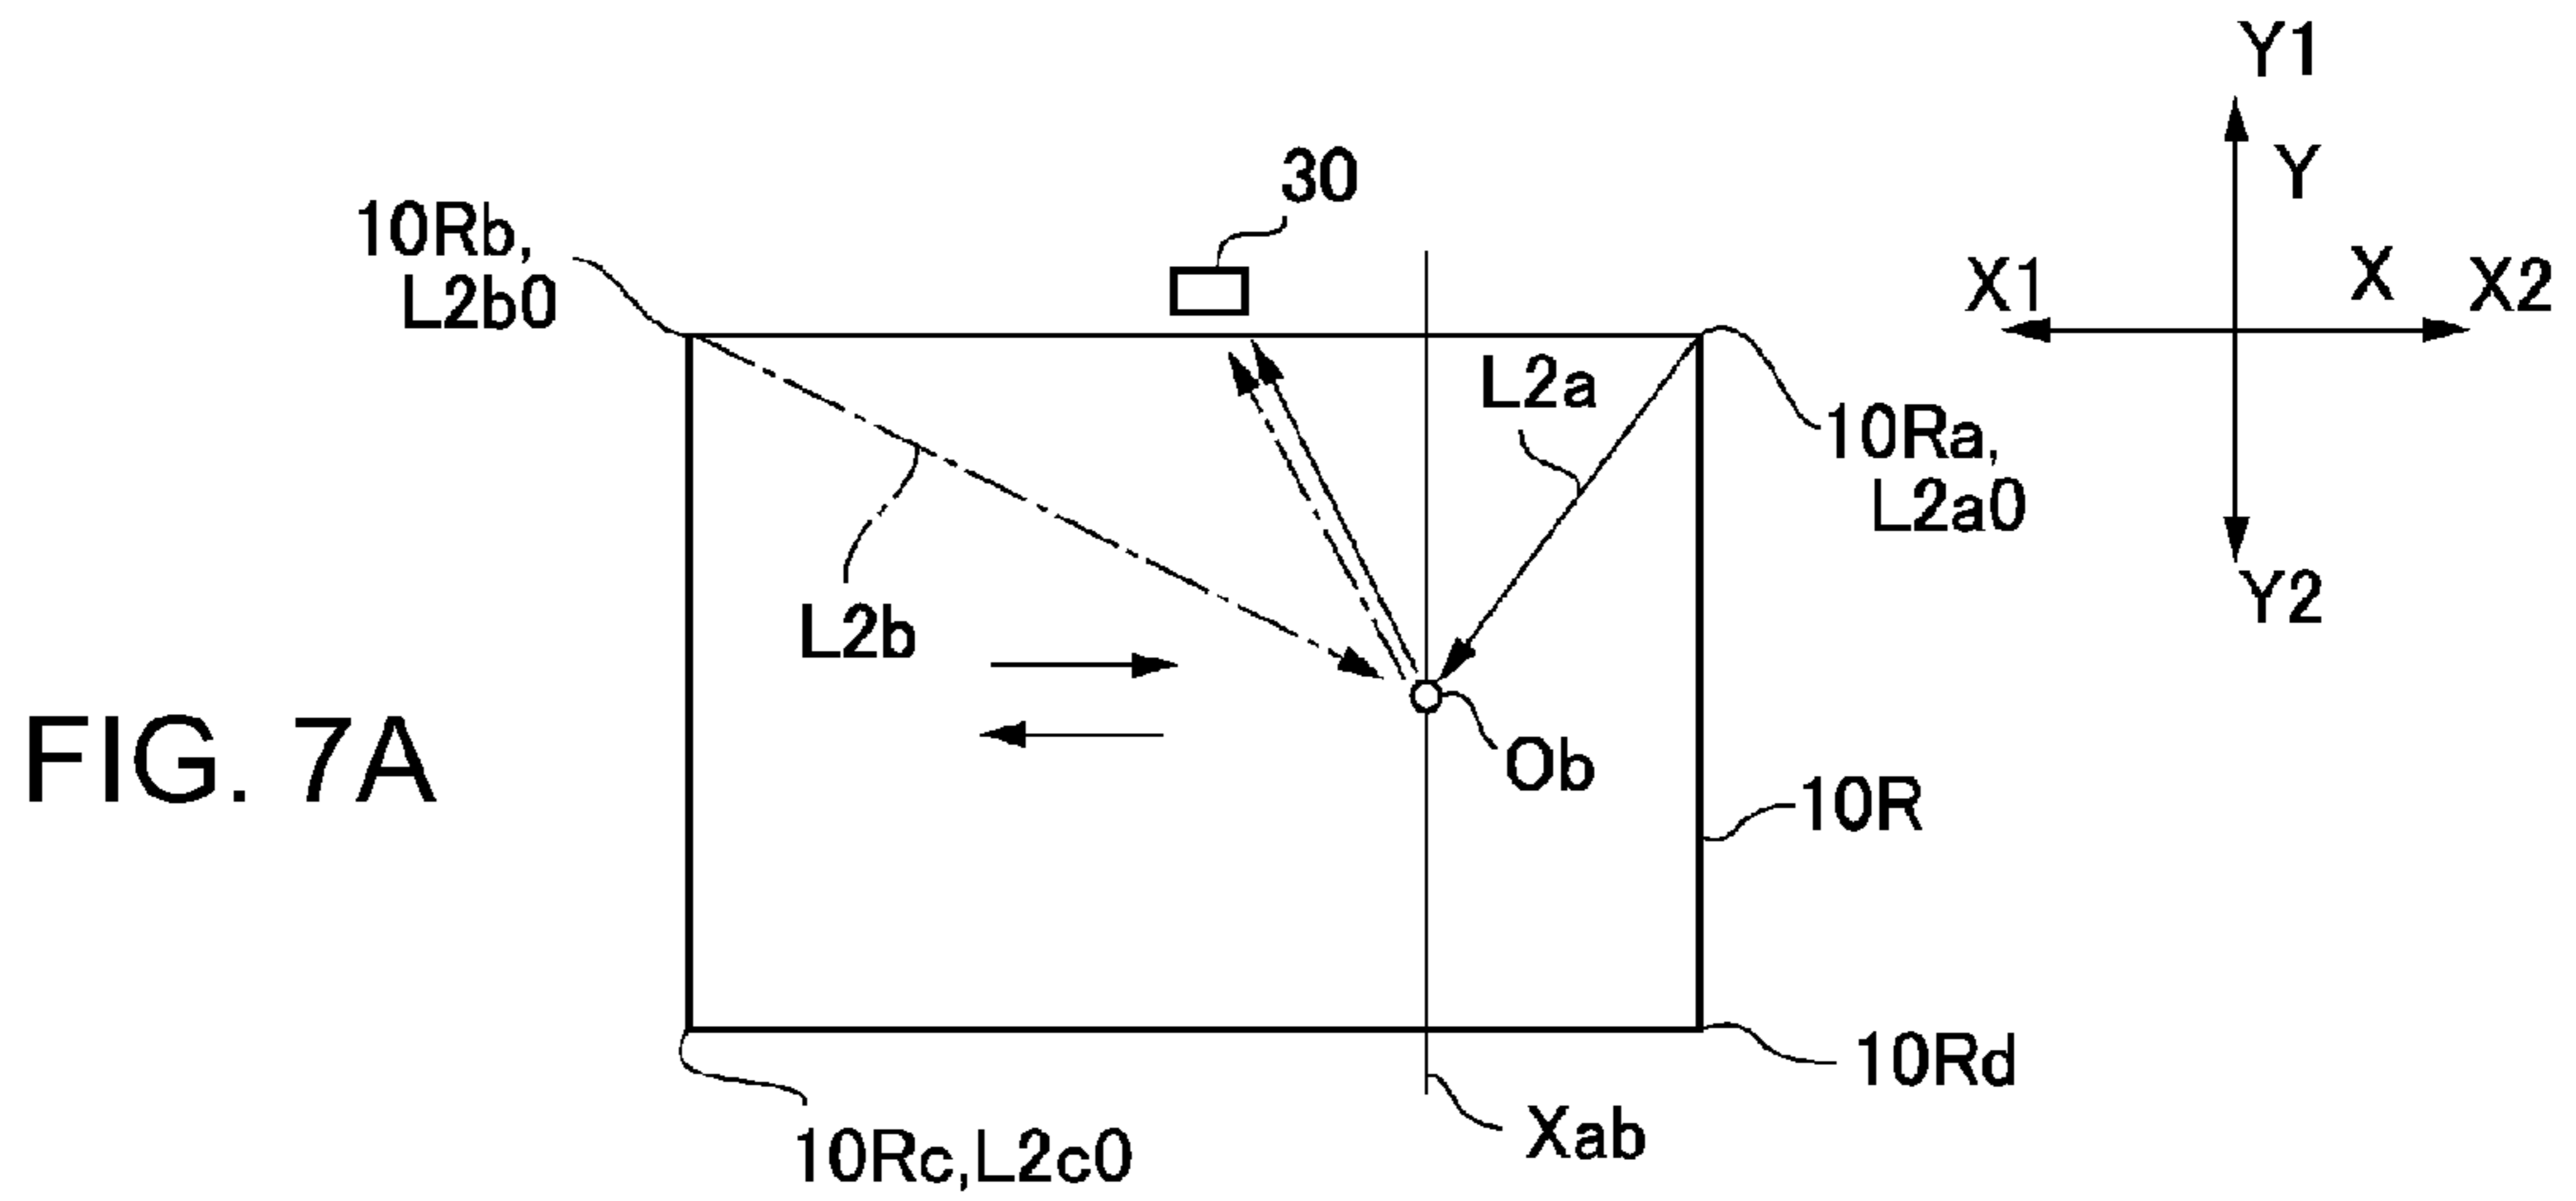 Y1
Y
30
10Rb,
L2b0
X1
X
X2
L2a
10Ra,
L2a0
Y2
L2b
FIG. 7A
Ob
10R
10Rd
Xab
10Rc,L2c0